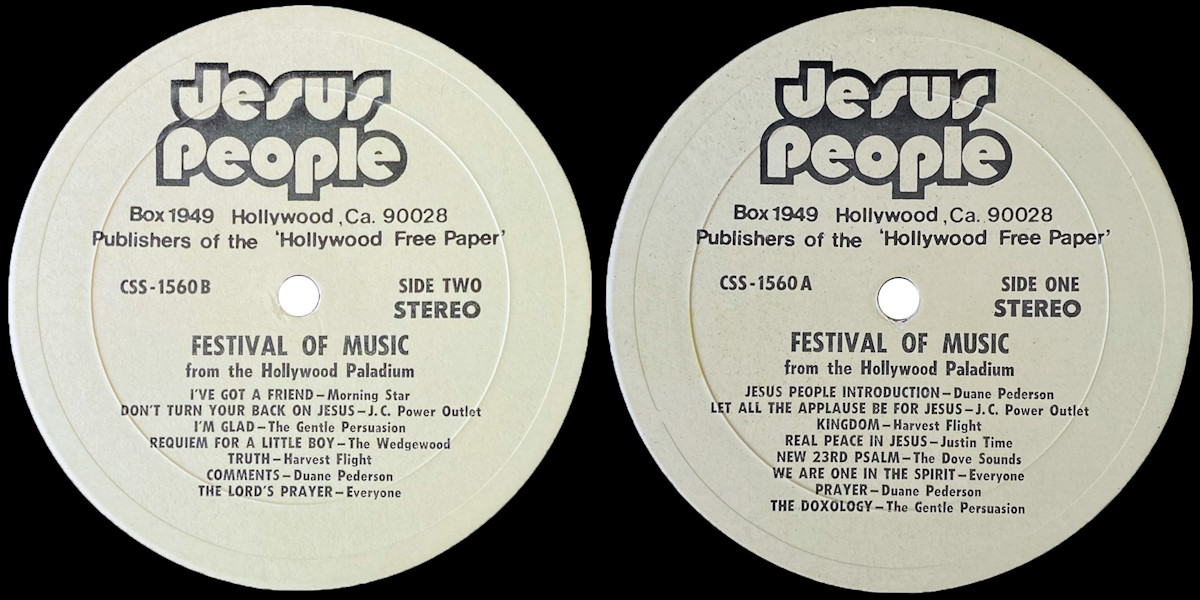 Jesus
People
Box 1949 Hollywood, Ca. 90028
Publishers of the 'Hollywood Free Paper'
CSS-1560 B
SIDE TWO
STEREO
FESTIVAL OF MUSIC
from the Hollywood Paladium
I'VE GOT A FRIEND – Morning Star
DON'T TURN YOUR BACK ON JESUS – J.C. Power Outlet
I'M GLAD – The Gentle Persuasion
REQUIEM FOR A LITTLE BOY – The Wedgewood
TRUTH – Harvest Flight
COMMENTS – Duane Pederson
THE LORD'S PRAYER – Everyone
Jesus
People
Box 1949 Hollywood, Ca. 90028
Publishers of the 'Hollywood Free Paper'
CSS-1560 A
SIDE ONE
STEREO
FESTIVAL OF MUSIC
from the Hollywood Paladium
JESUS PEOPLE INTRODUCTION – Duane Pederson
LET ALL THE APPLAUSE BE FOR JESUS – J.C. Power Outlet
KINGDOM – Harvest Flight
REAL PEACE IN JESUS – Justin Time
NEW 23RD PSALM – The Dove Sounds
WE ARE ONE IN THE SPIRIT – Everyone
PRAYER – Duane Pederson
THE DOXOLOGY – The Gentle Persuasion